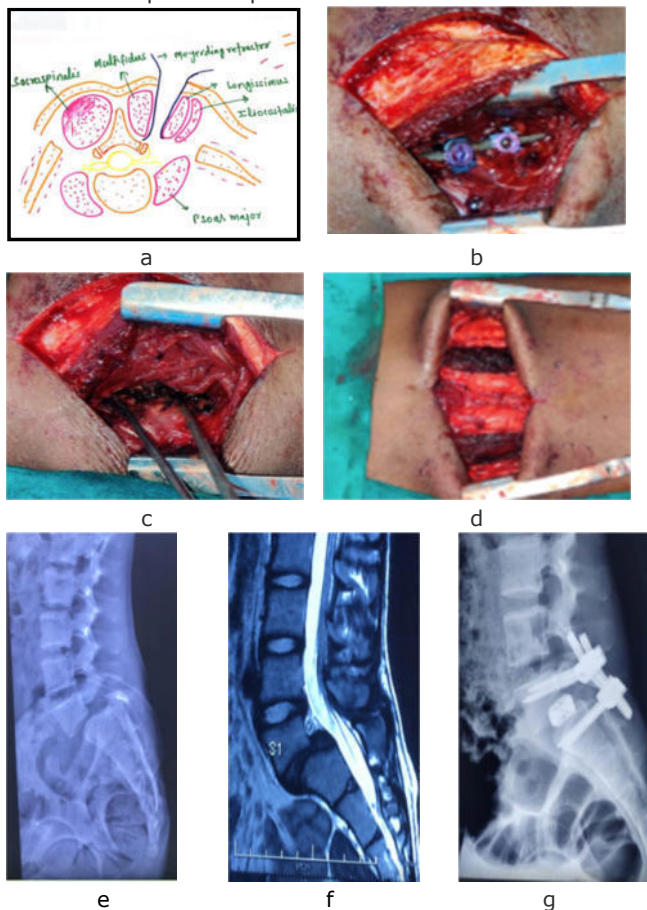 Sacrospinalis
Multifidus
Meyerding retractor
Longissimus
Iliocostalis
Psoas major
a
b
c
d
S1
e
f
g